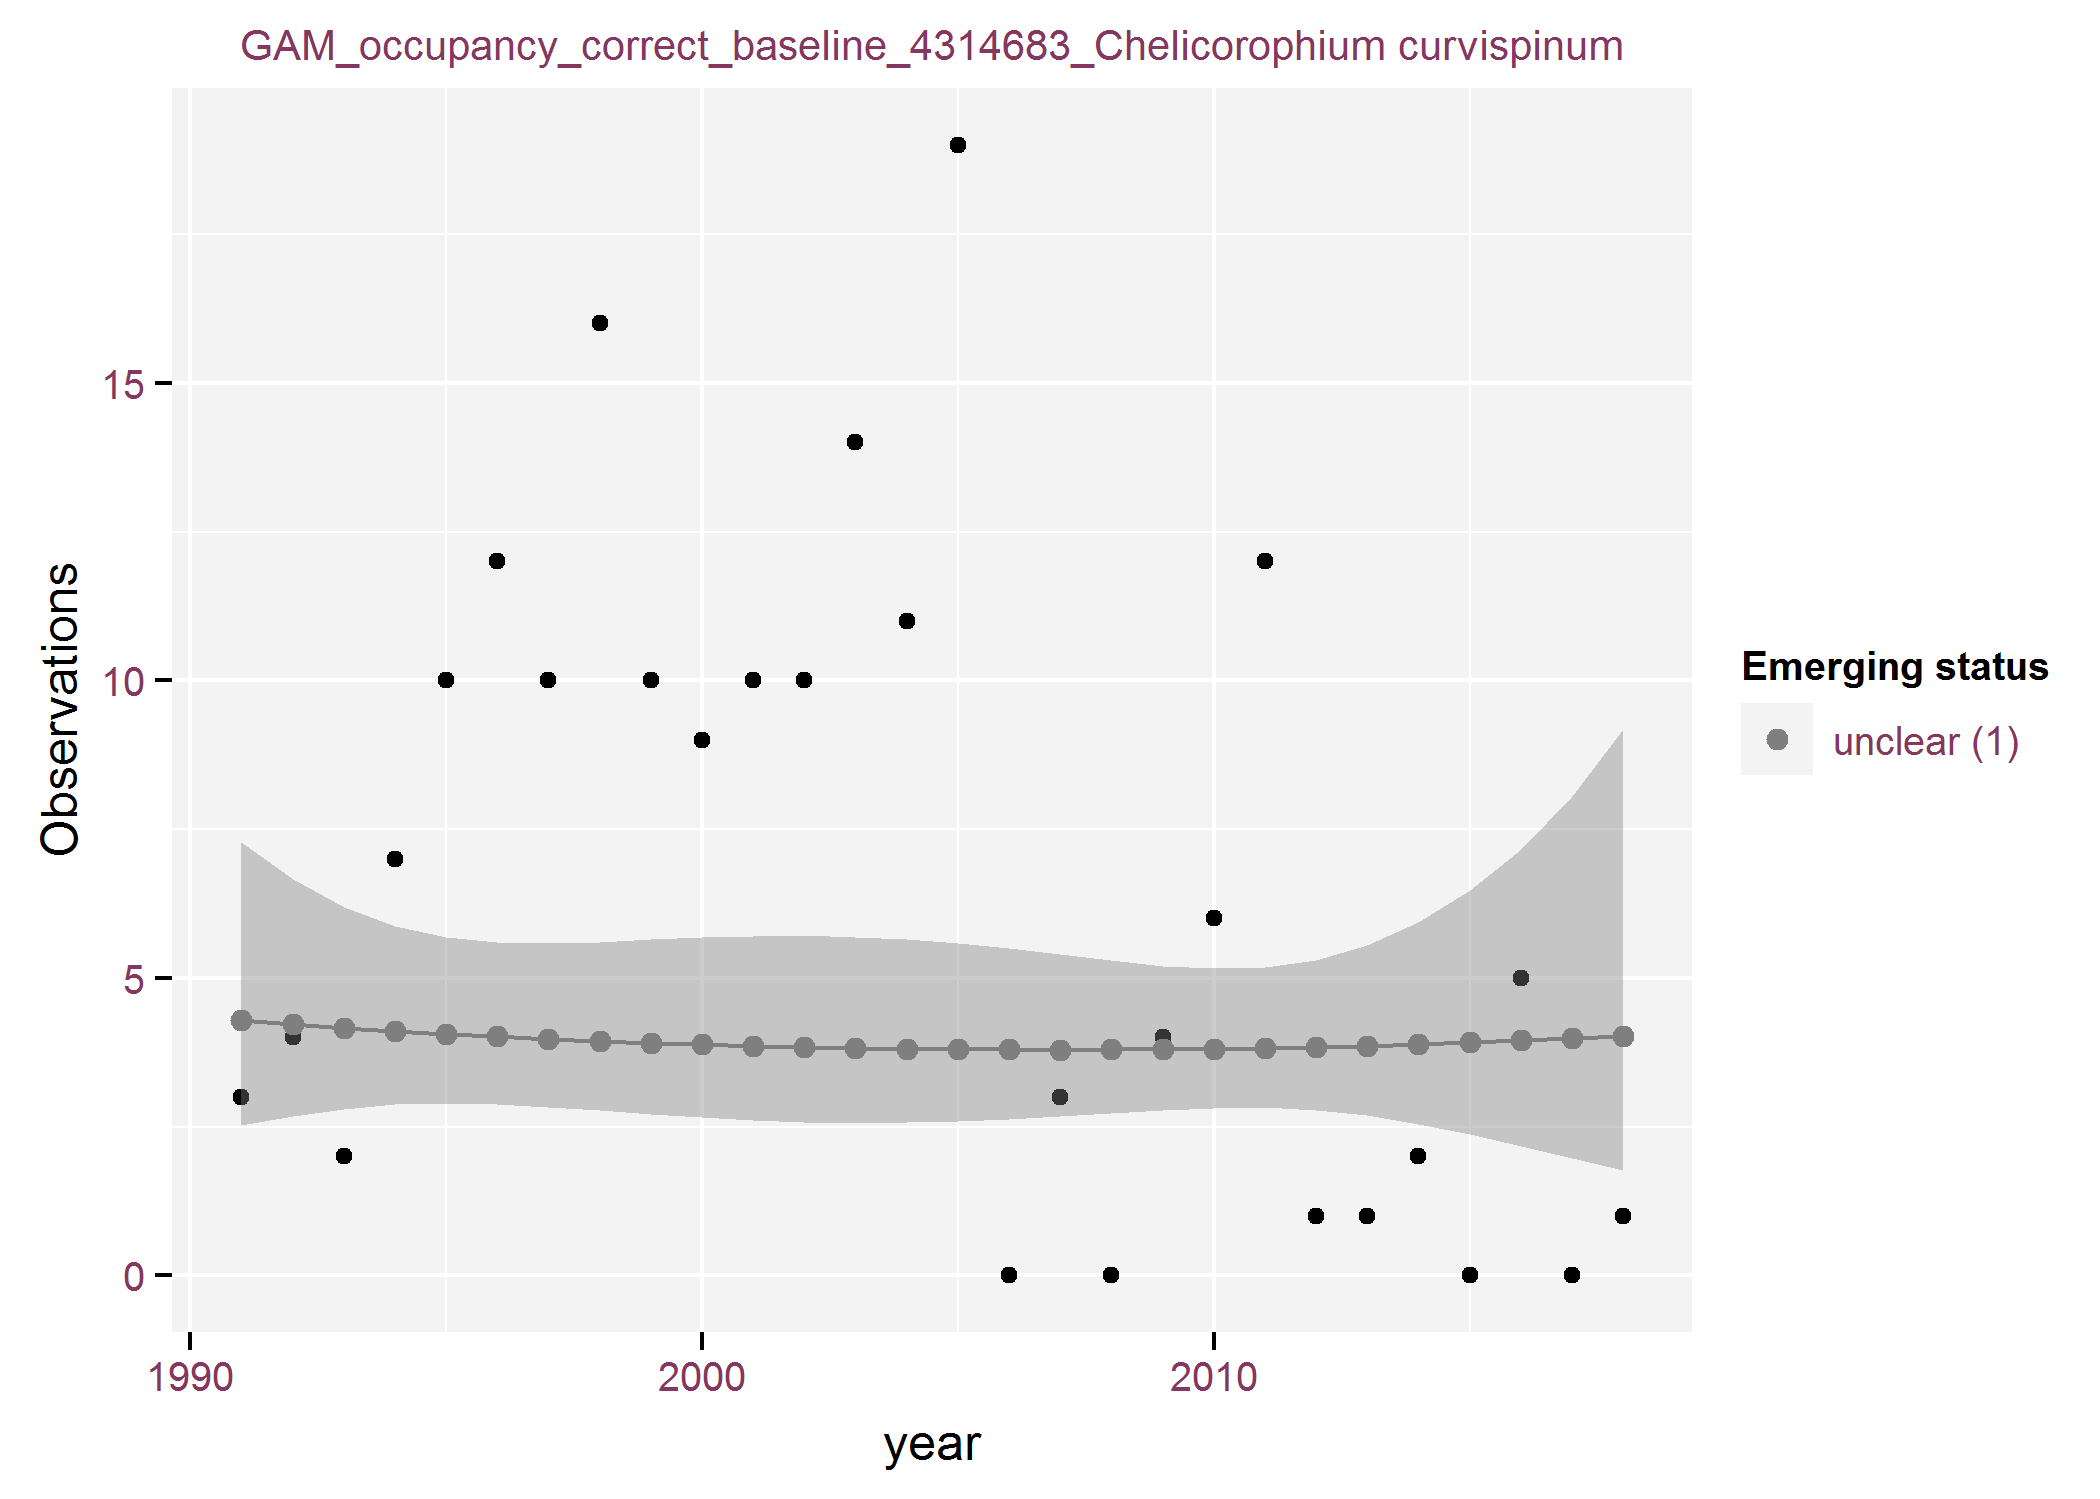 GAM_occupancy_correct_baseline_4314683_Chelicorophium curvispinum
Observations
15
10
5
0
1990
2000
2010
year
Emerging status
unclear (1)